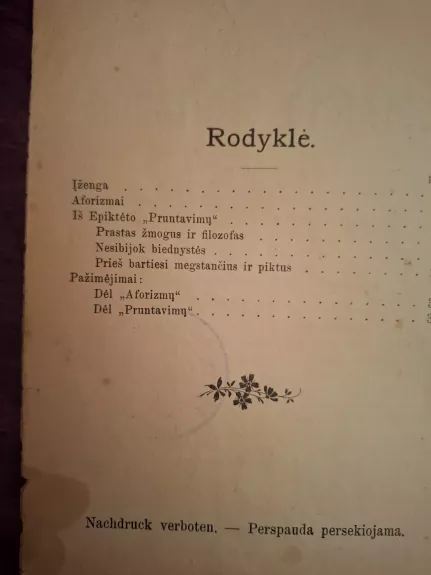 Rodyklė.
Įženga . . . . . . . . . . . . . . . . .
Aforizmai . . . . . . . . . . . . . . . .
Iš Epiktėto „Pruntavimų“ . . . . . . . . . .
Prastas žmogus ir filozofas . . . . . . . . .
Nesibijok biednystės . . . . . . . . . . .
Prieš bartiesi megstančius ir piktus . . . . . . .
Pažimėjimai:
Dėl „Aforizmų“ . . . . . . . . . . . .
Dėl „Pruntavimų“ . . . . . . . . . . . .
Nachdruck verboten. — Perspauda persekiojama.